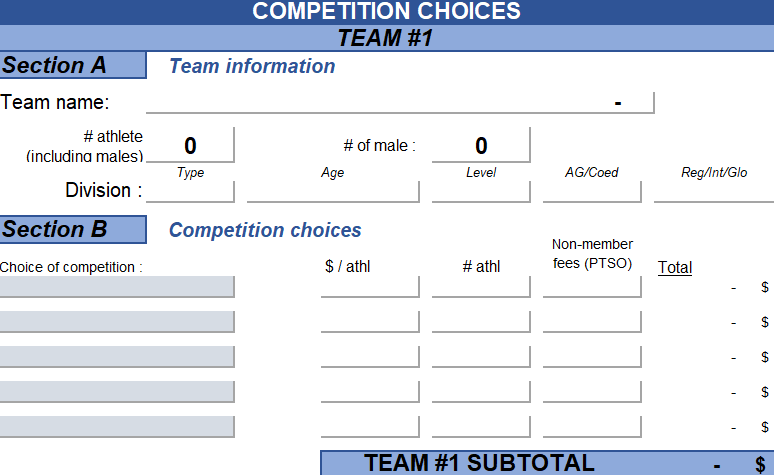 COMPETITION CHOICES
TEAM #1
Section A Team information
Team name: -
# athlete (including males) 0 # of male : 0
Type Age Level AG/Coed Reg/Int/Glo
Division :
Section B Competition choices
Choice of competition : $ / athl # athl Non-member fees (PTSO) Total
- $
- $
- $
- $
- $
TEAM #1 SUBTOTAL - $